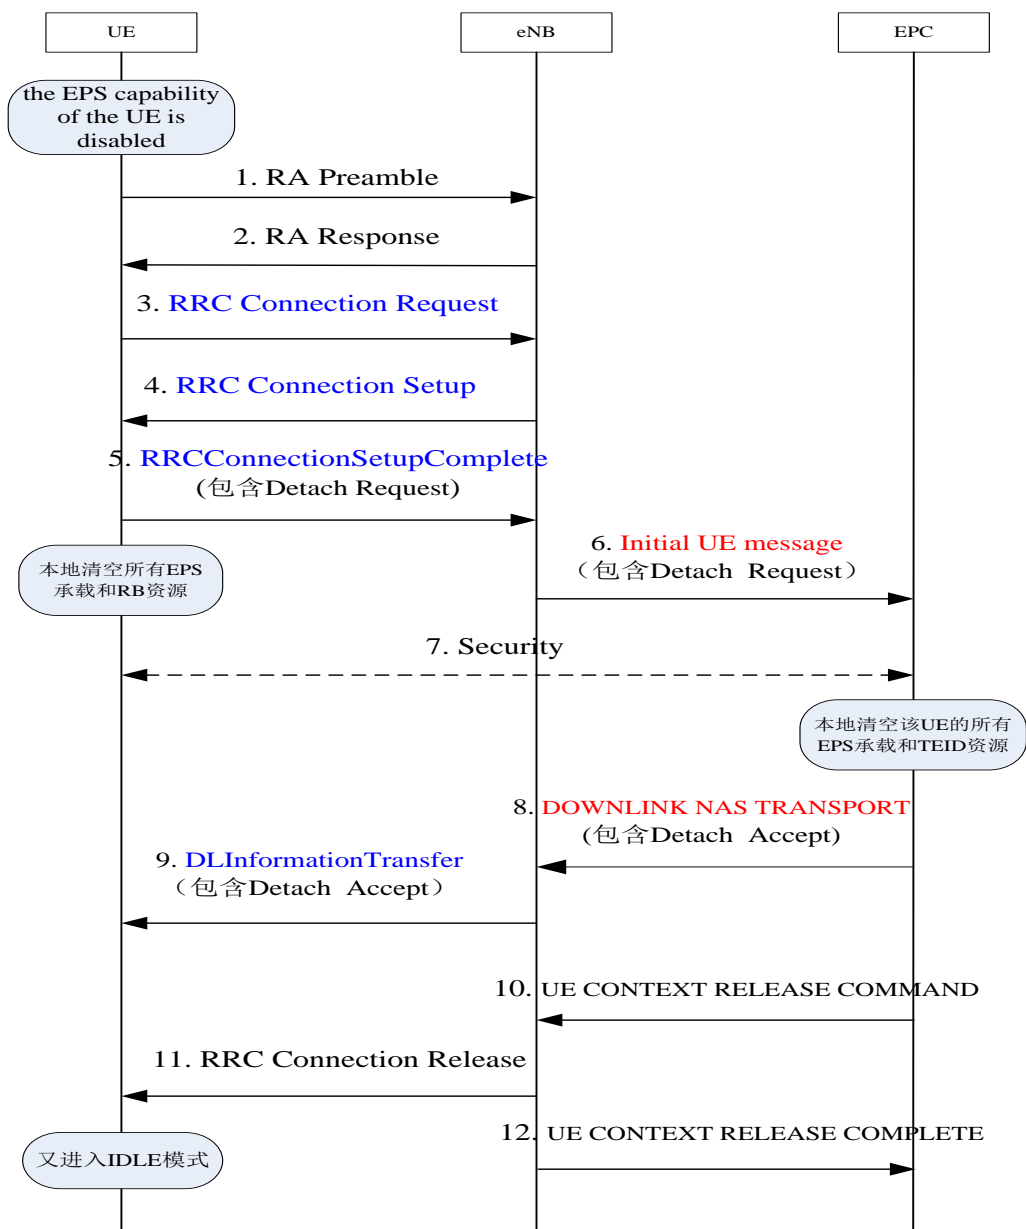 UE
eNB
EPC
the EPS capability
of the UE is
disabled
1. RA Preamble
2. RA Response
3. RRC Connection Request
4. RRC Connection Setup
5. RRCConnectionSetupComplete
(包含Detach Request)
本地清空所有EPS
承载和RB资源
6. Initial UE message
（包含Detach Request）
7. Security
本地清空该UE的所有
EPS承载和TEID资源
8. DOWNLINK NAS TRANSPORT
(包含Detach Accept)
9. DLInformationTransfer
（包含Detach Accept）
10. UE CONTEXT RELEASE COMMAND
11. RRC Connection Release
12. UE CONTEXT RELEASE COMPLETE
又进入IDLE模式